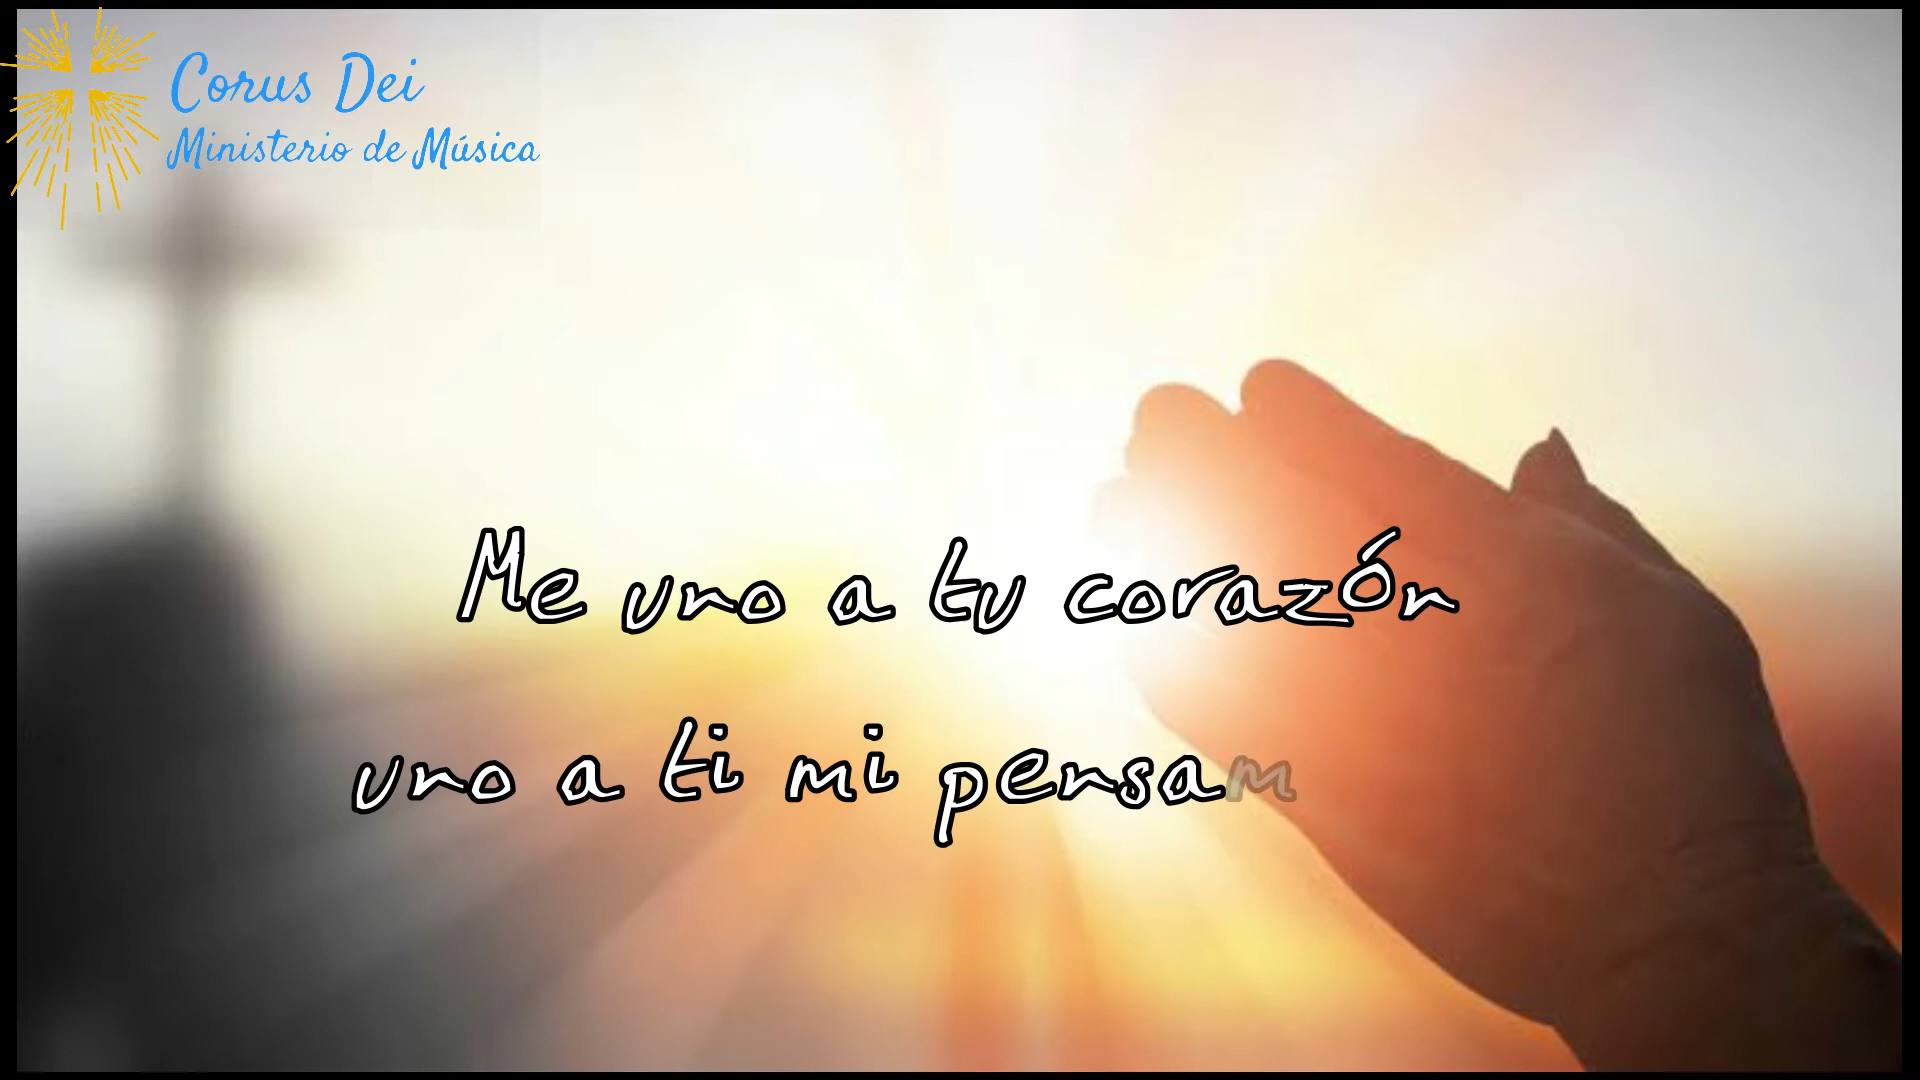 Corus Dei
Ministerio de Música
Me uno a tu corazón
uno a ti mi pensam